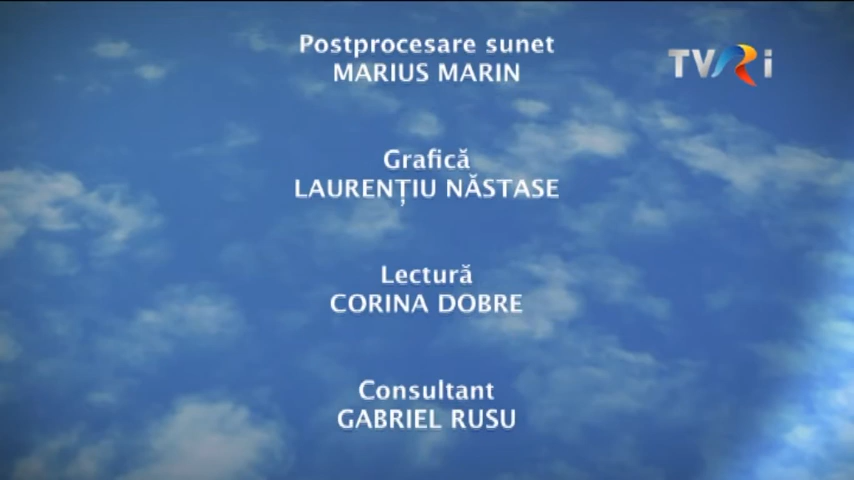 Postprocesare sunet
MARIUS MARIN
TVRi
Grafică
LAURENȚIU NĂSTASE
Lectură
CORINA DOBRE
Consultant
GABRIEL RUSU